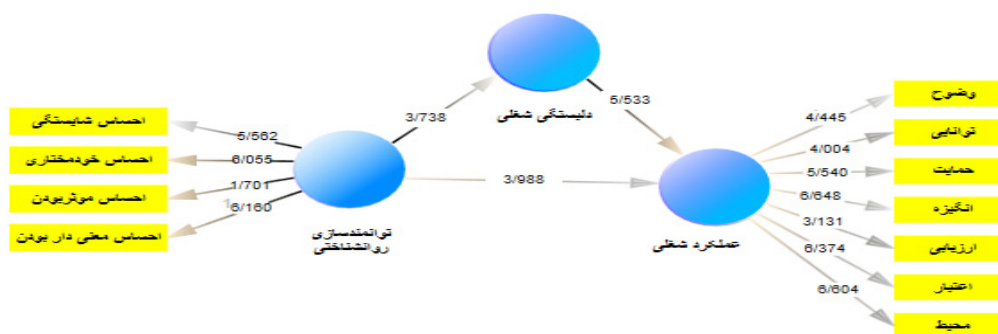 دلبستگی شغلی
احساس شایستگی
احساس خودمختاری
احساس موثربودن
احساس معنی دار بودن
توانمندسازی
روانشناختی
عملکرد شغلی
وضوح
توانایی
حمایت
انگیزه
ارزیابی
اعتبار
محیط
3/738
5/533
3/988
5/562
6/055
1/701
6/160
4/445
4/004
5/540
6/648
3/131
6/374
6/604